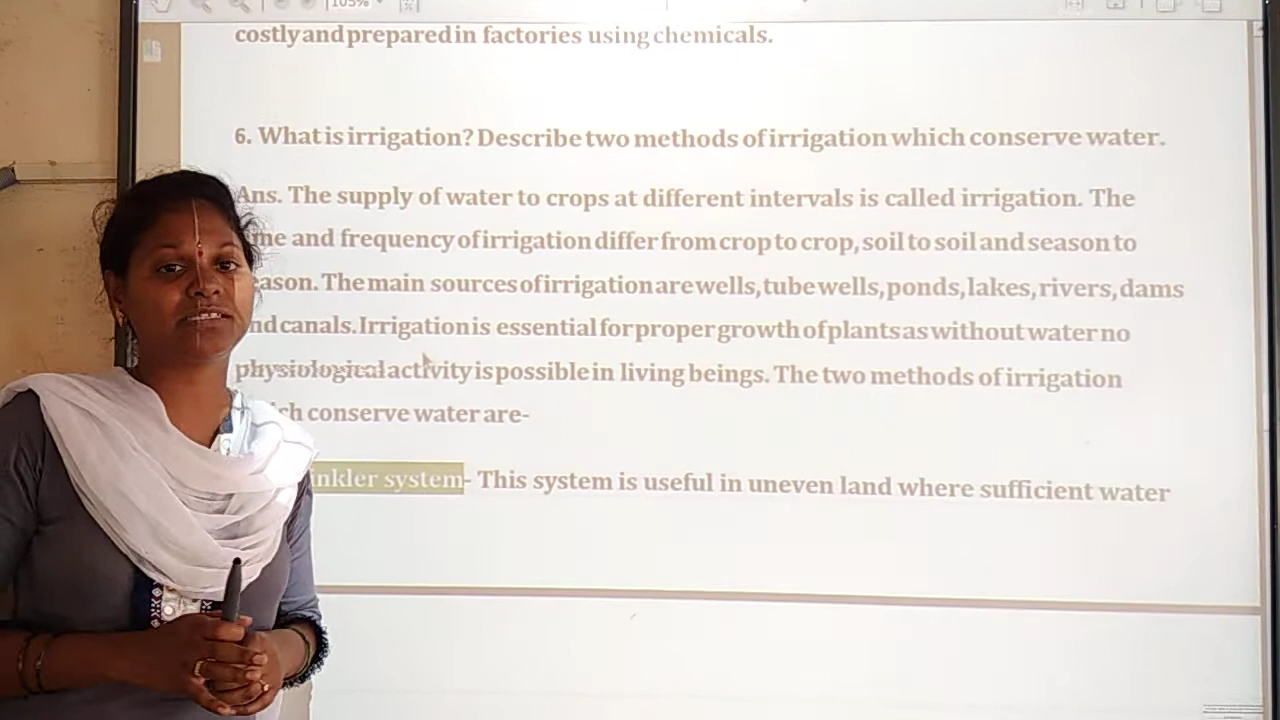 105%
costly and prepared in factories using chemicals.
6. What is irrigation? Describe two methods of irrigation which conserve water.
Ans. The supply of water to crops at different intervals is called irrigation. The
and frequency of irrigation differ from crop to crop, soil to soil and season to
The main sources of irrigation are wells, tube wells, ponds, lakes, rivers, dams
canals. Irrigation is essential for proper growth of plants as without water no
physiological activity is possible in living beings. The two methods of irrigation
conserve water are-
system- This system is useful in uneven land where sufficient water